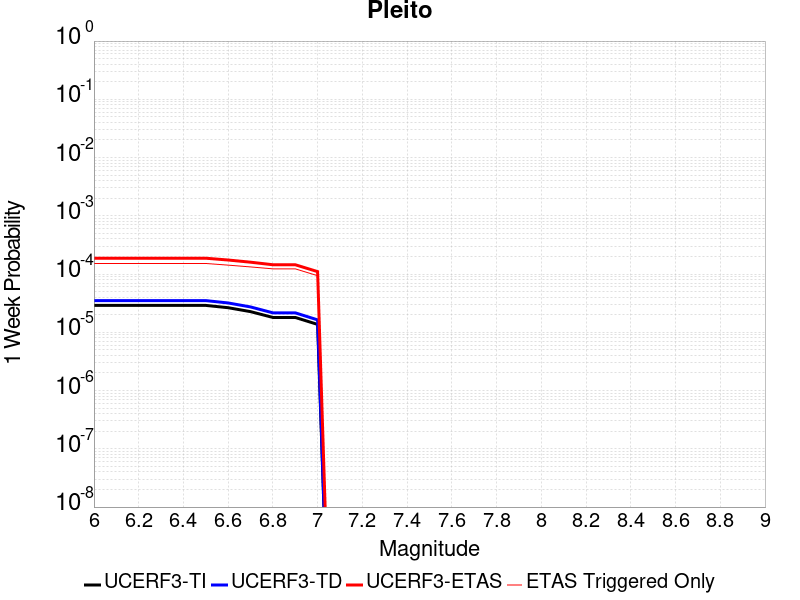 Pleito
10^0
10^-1
10^-2
10^-3
10^-4
10^-5
10^-6
10^-7
10^-8
1 Week Probability
6 6.2 6.4 6.6 6.8 7 7.2 7.4 7.6 7.8 8 8.2 8.4 8.6 8.8 9
Magnitude
UCERF3-TI UCERF3-TD UCERF3-ETAS ETAS Triggered Only